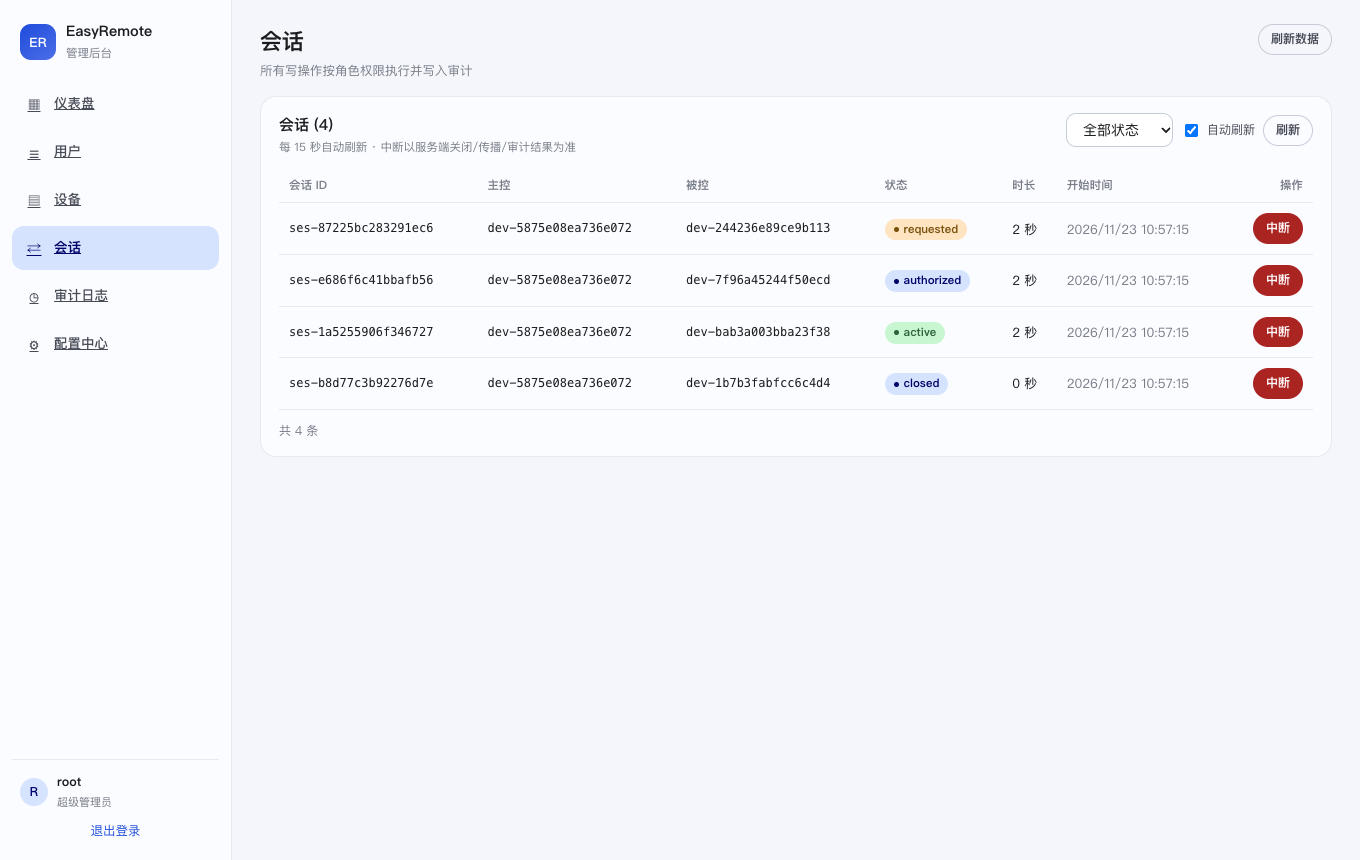 ER
EasyRemote
管理后台
仪表盘
用户
设备
会话
审计日志
配置中心
R
root
超级管理员
退出登录
会话
所有写操作按角色权限执行并写入审计
刷新数据
会话 (4)
每 15 秒自动刷新 · 中断以服务端关闭/传播/审计结果为准
全部状态 自动刷新 刷新
会话 ID 主控 被控 状态 时长 开始时间 操作
ses-87225bc283291ec6 dev-5875e08ea736e072 dev-244236e89ce9b113 requested 2 秒 2026/11/23 10:57:15 中断
ses-e686f6c41bbafb56 dev-5875e08ea736e072 dev-7f96a45244f50ecd authorized 2 秒 2026/11/23 10:57:15 中断
ses-1a5255906f346727 dev-5875e08ea736e072 dev-bab3a003bba23f38 active 2 秒 2026/11/23 10:57:15 中断
ses-b8d77c3b92276d7e dev-5875e08ea736e072 dev-1b7b3fabfcc6c4d4 closed 0 秒 2026/11/23 10:57:15 中断
共 4 条